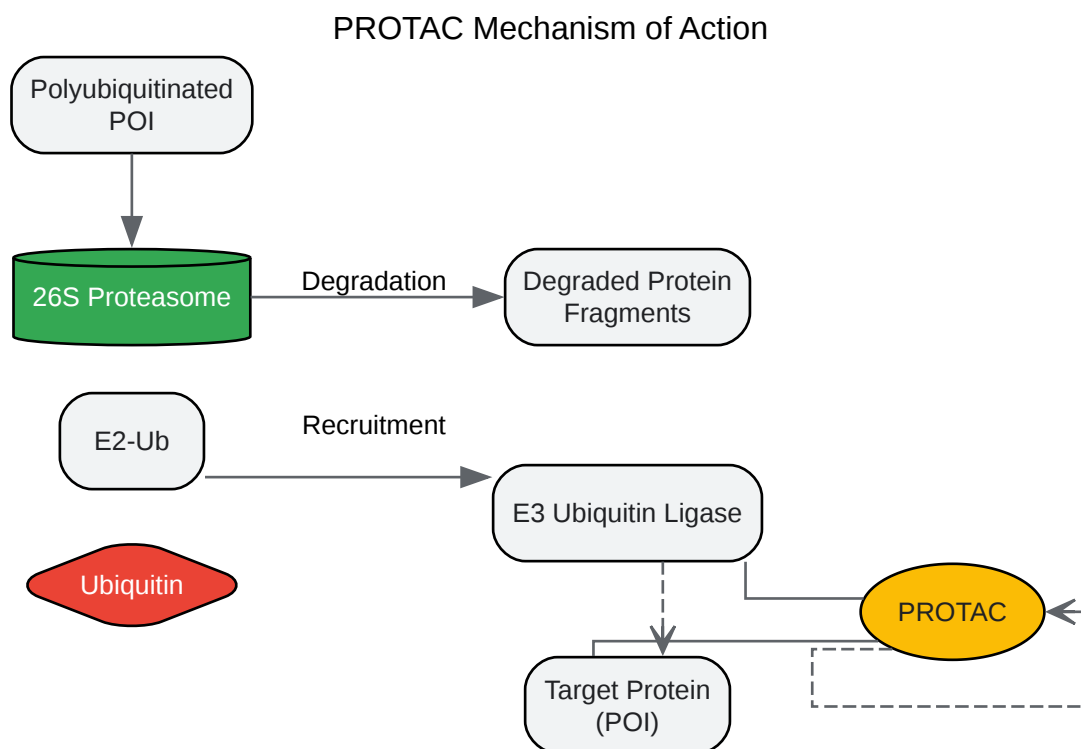 PROTAC Mechanism of Action
Polyubiquitinated
POI
26S Proteasome
Degradation
Degraded Protein
Fragments
E2-Ub
Recruitment
E3 Ubiquitin Ligase
Ubiquitin
PROTAC
Target Protein
(POI)